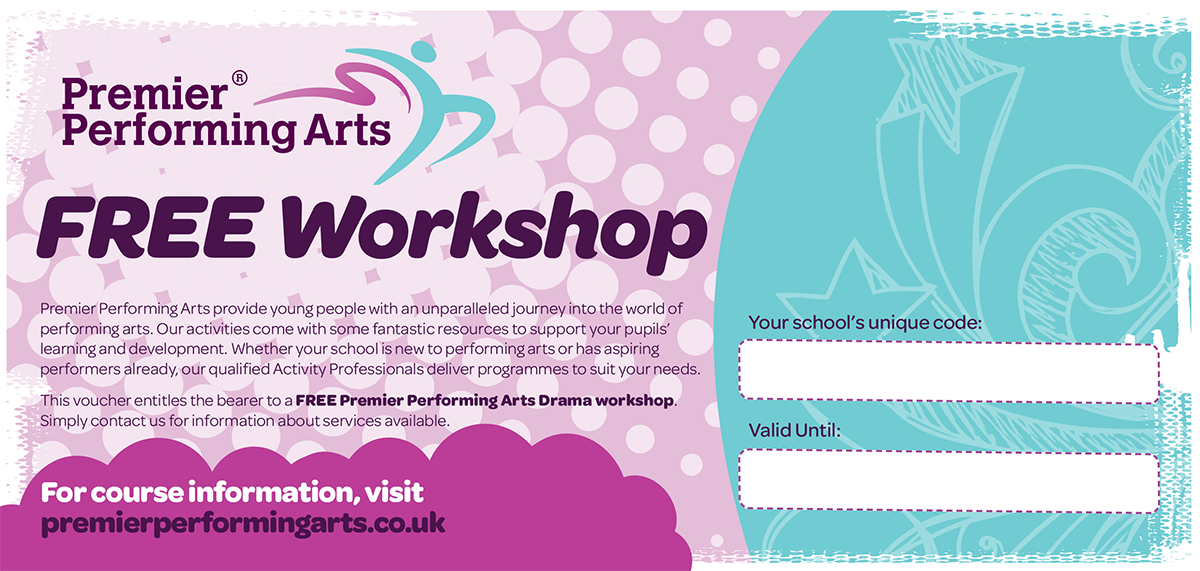 Premier®
Performing Arts
FREE Workshop
Premier Performing Arts provide young people with an unparalleled journey into the world of
performing arts. Our activities come with some fantastic resources to support your pupils’
learning and development. Whether your school is new to performing arts or has aspiring
performers already, our qualified Activity Professionals deliver programmes to suit your needs.
This voucher entitles the bearer to a FREE Premier Performing Arts Drama workshop.
Simply contact us for information about services available.
For course information, visit
premierperformingarts.co.uk
Your school’s unique code:
Valid Until: